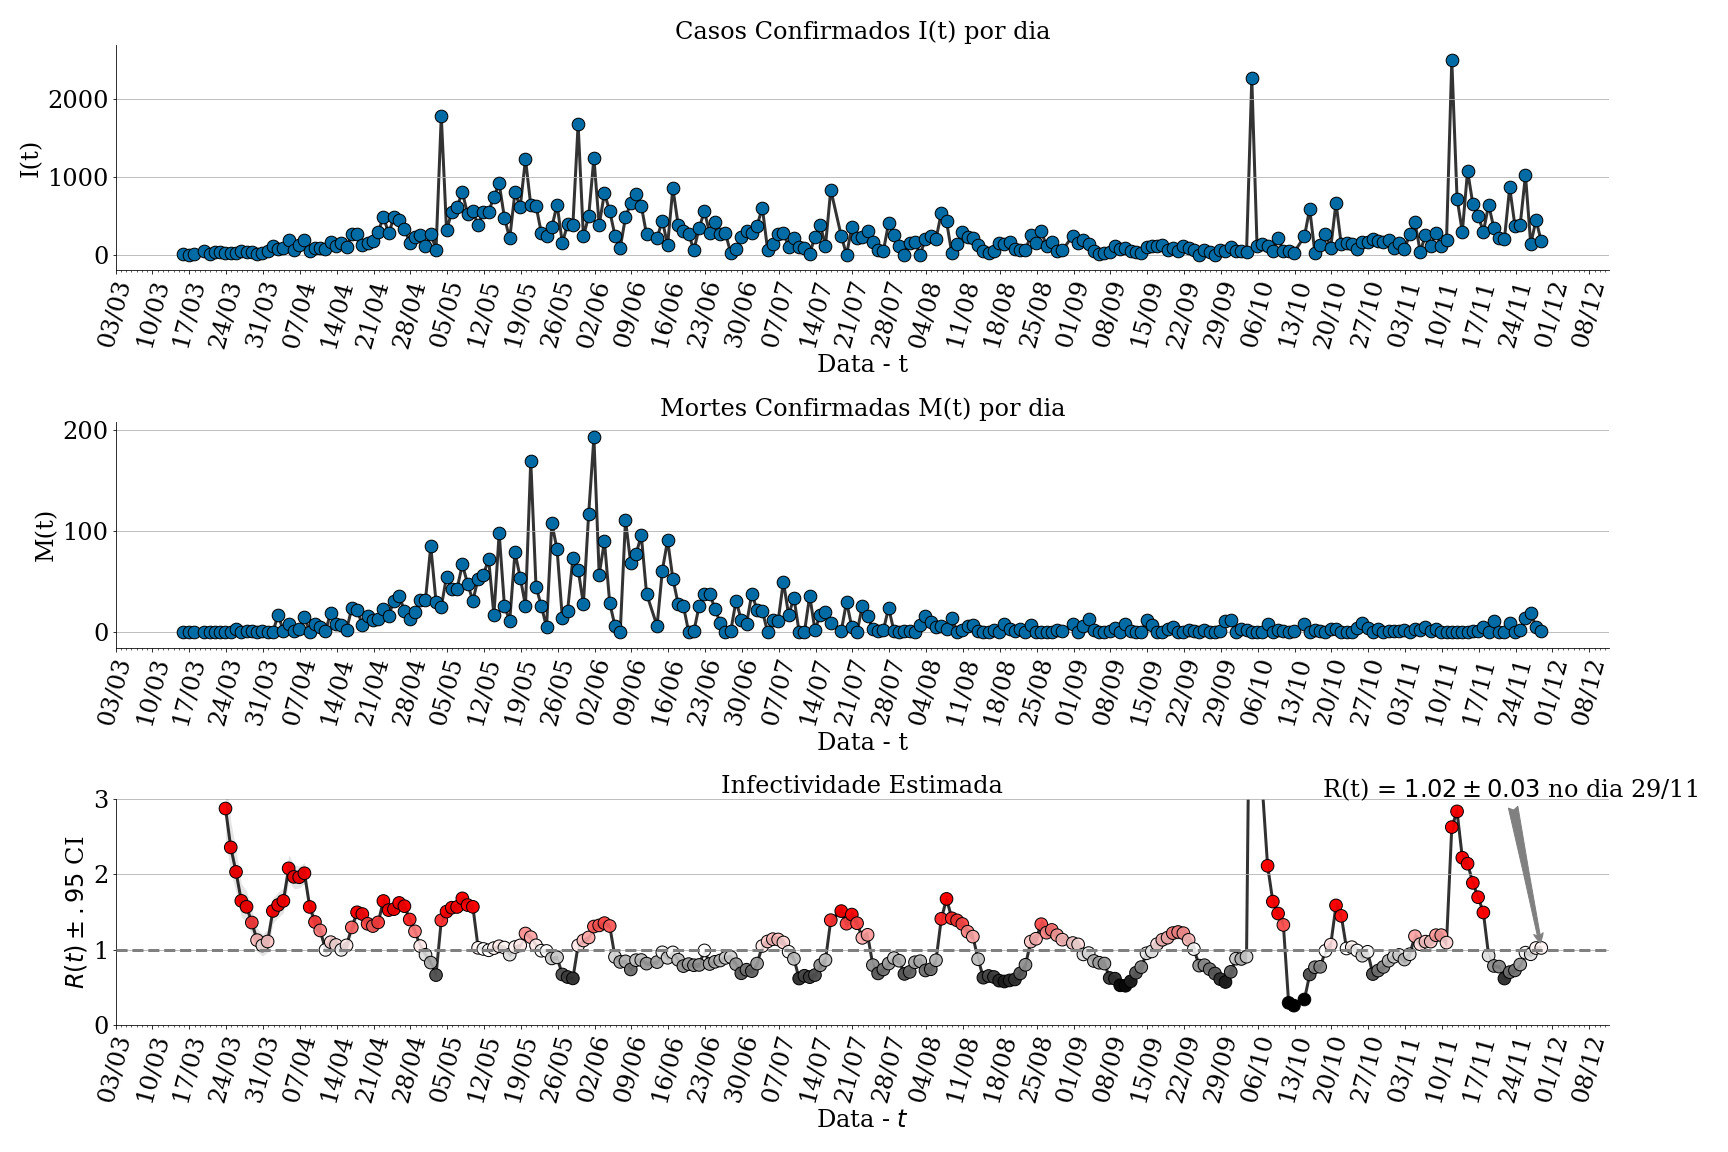 Casos Confirmados I(t) por dia
I(t)
2000
1000
0
03/03 10/03 17/03 24/03 31/03 07/04 14/04 21/04 28/04 05/05 12/05 19/05 26/05 02/06 09/06 16/06 23/06 30/06 07/07 14/07 21/07 28/07 04/08 11/08 18/08 25/08 01/09 08/09 15/09 22/09 29/09 06/10 13/10 20/10 27/10 03/11 10/11 17/11 24/11 01/12 08/12
Data - t
Mortes Confirmadas M(t) por dia
M(t)
200
100
0
03/03 10/03 17/03 24/03 31/03 07/04 14/04 21/04 28/04 05/05 12/05 19/05 26/05 02/06 09/06 16/06 23/06 30/06 07/07 14/07 21/07 28/07 04/08 11/08 18/08 25/08 01/09 08/09 15/09 22/09 29/09 06/10 13/10 20/10 27/10 03/11 10/11 17/11 24/11 01/12 08/12
Data - t
Infectividade Estimada
R(t) = 1.02 ± 0.03 no dia 29/11
R(t) ± .95 CI
3
2
1
0
03/03 10/03 17/03 24/03 31/03 07/04 14/04 21/04 28/04 05/05 12/05 19/05 26/05 02/06 09/06 16/06 23/06 30/06 07/07 14/07 21/07 28/07 04/08 11/08 18/08 25/08 01/09 08/09 15/09 22/09 29/09 06/10 13/10 20/10 27/10 03/11 10/11 17/11 24/11 01/12 08/12
Data - t